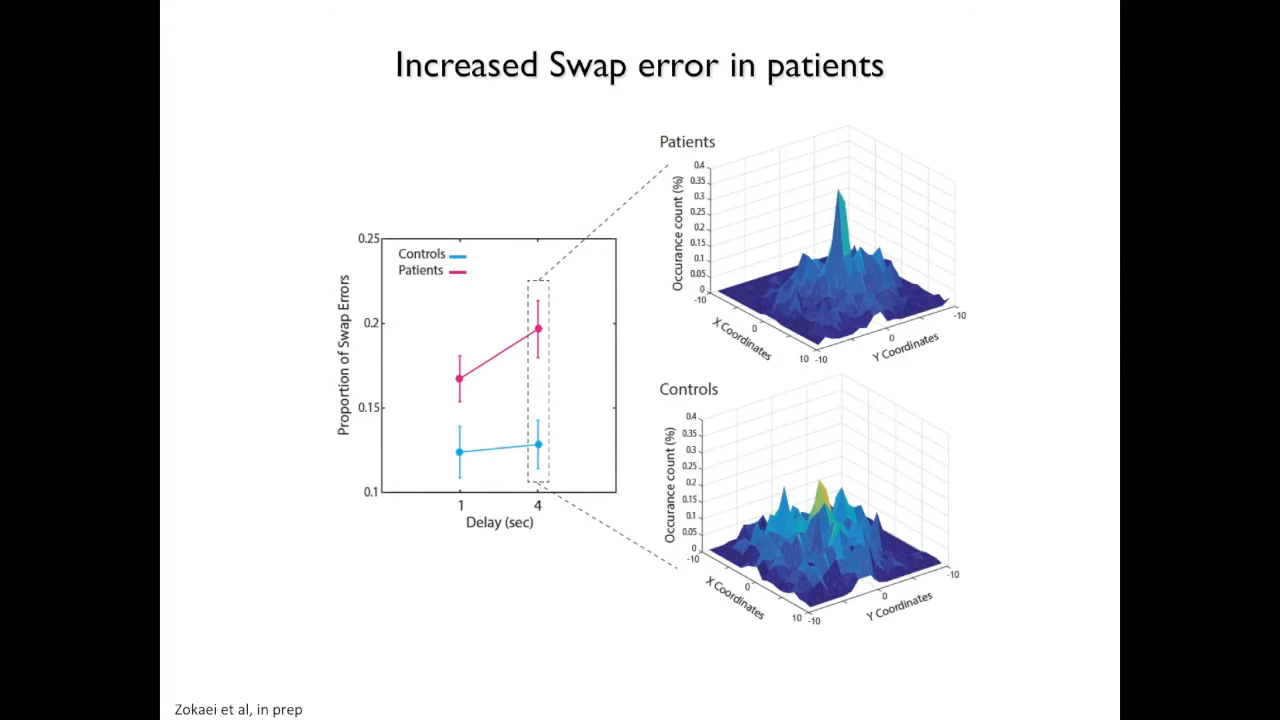 Increased Swap error in patients
Patients
0.4
0.35
0.3
0.25
0.2
0.15
0.1
0.05
0
Occurance count (%)
-10
0
10
X Coordinates
-10
0
-10
Y Coordinates
0.25
0.2
0.15
0.1
Proportion of Swap Errors
Controls
Patients
1
4
Delay (sec)
Controls
0.4
0.35
0.3
0.25
0.2
0.15
0.1
0.05
0
Occurance count (%)
-10
0
10
X Coordinates
-10
0
-10
Y Coordinates
Zokaei et al, in prep